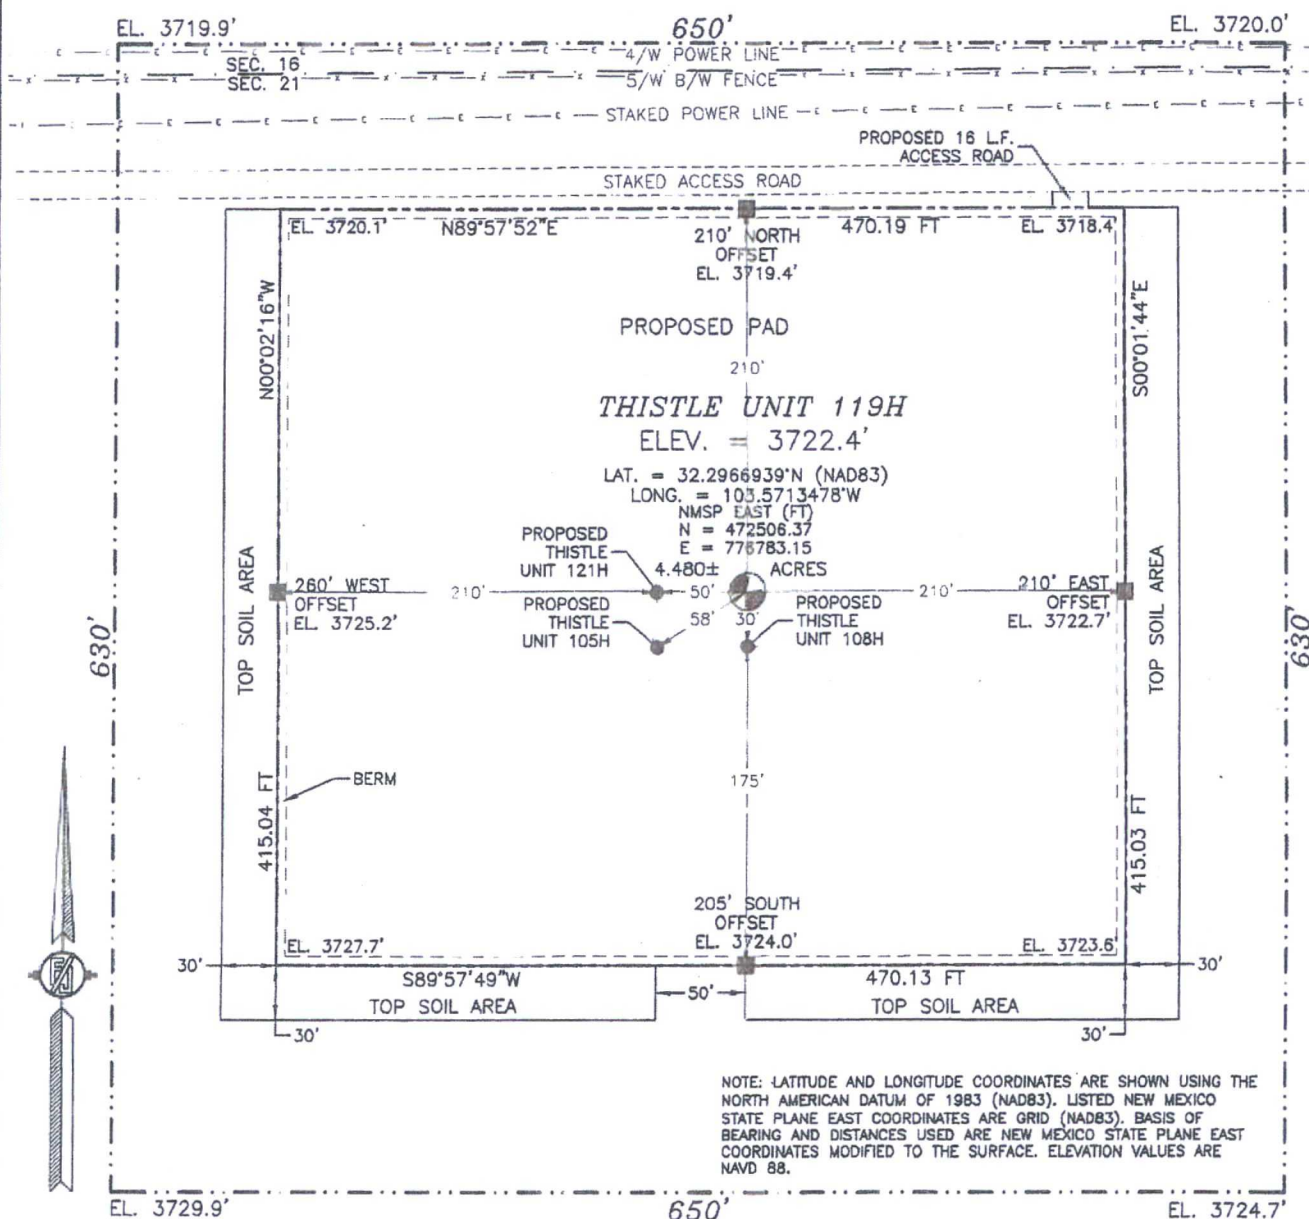 EL. 3719.9'
650'
EL. 3720.0'
4/W POWER LINE
SEC. 16
SEC. 21
5/W B/W FENCE
STAKED POWER LINE
PROPOSED 16 L.F.
ACCESS ROAD
STAKED ACCESS ROAD
EL. 3720.1'
N89°57'52"E
210' NORTH
OFFSET
EL. 3719.4'
470.19 FT
EL. 3718.4'
N00°02'16"W
S00°01'44"E
PROPOSED PAD
210'
THISTLE UNIT 119H
ELEV. = 3722.4'
LAT. = 32.2966939°N (NAD83)
LONG. = 103.5713478°W
NMSP EAST (FT)
N = 472506.37
E = 776783.15
4.480± ACRES
PROPOSED
THISTLE
UNIT 121H
260' WEST
OFFSET
EL. 3725.2'
210'
50'
210'
210' EAST
OFFSET
EL. 3722.7'
PROPOSED
THISTLE
UNIT 105H
58'
30'
PROPOSED
THISTLE
UNIT 108H
TOP SOIL AREA
TOP SOIL AREA
630'
630'
BERM
175'
415.04 FT
415.03 FT
205' SOUTH
OFFSET
EL. 3724.0'
EL. 3727.7'
EL. 3723.6'
30'
30'
S89°57'49"W
470.13 FT
50'
TOP SOIL AREA
TOP SOIL AREA
30'
30'
NOTE: LATITUDE AND LONGITUDE COORDINATES ARE SHOWN USING THE
NORTH AMERICAN DATUM OF 1983 (NAD83). LISTED NEW MEXICO
STATE PLANE EAST COORDINATES ARE GRID (NAD83). BASIS OF
BEARING AND DISTANCES USED ARE NEW MEXICO STATE PLANE EAST
COORDINATES MODIFIED TO THE SURFACE. ELEVATION VALUES ARE
NAVD 88.
EL. 3729.9'
650'
EL. 3724.7'